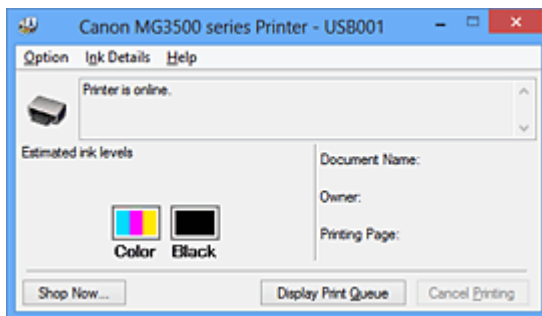 Canon MG3500 series Printer - USB001
Option Ink Details Help
Printer is online.
Estimated ink levels
Document Name:
Owner:
Printing Page:
Color Black
Shop Now... Display Print Queue Cancel Printing